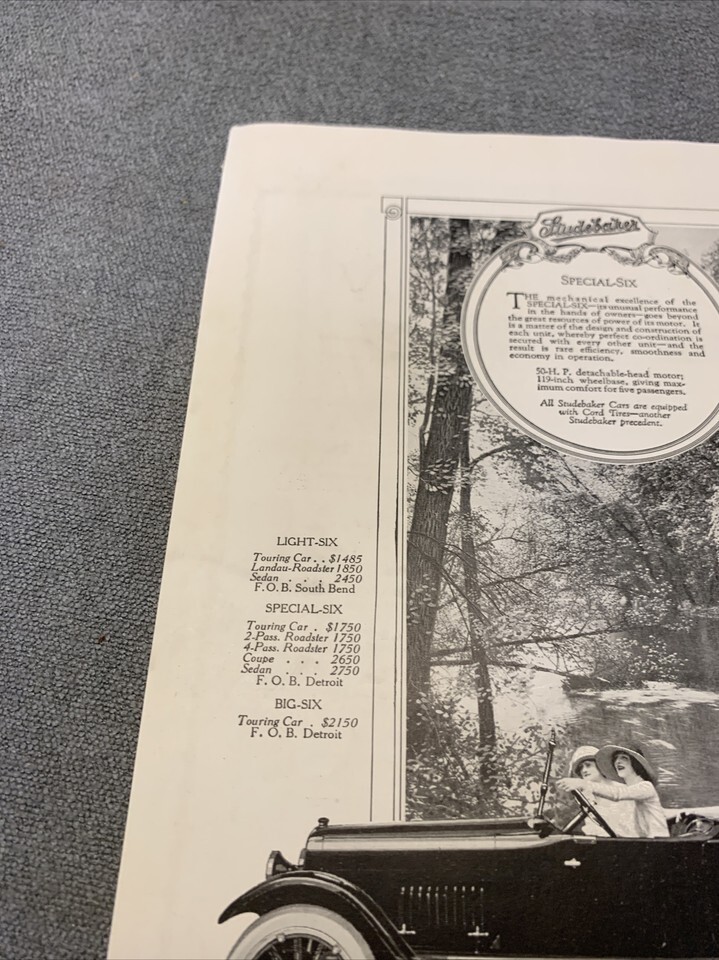 Studebaker
SPECIAL-SIX
THE mechanical excellence of the
SPECIAL-SIX—its unusual performance
in the hands of owners—goes beyond
the great resources of power of its motor. It
is a matter of the design and construction of
each unit, whereby perfect co-ordination is
secured with every other unit—and the
result is rare efficiency, smoothness and
economy in operation.
50-H. P. detachable-head motor;
119-inch wheelbase, giving max-
imum comfort for five passengers.
All Studebaker Cars are equipped
with Cord Tires—another
Studebaker precedent.
LIGHT-SIX
Touring Car . . $1485
Landau-Roadster 1850
Sedan . . . . 2450
F. O. B. South Bend
SPECIAL-SIX
Touring Car . $1750
2-Pass. Roadster 1750
4-Pass. Roadster 1750
Coupe . . . 2650
Sedan . . . 2750
F. O. B. Detroit
BIG-SIX
Touring Car . $2150
F. O. B. Detroit